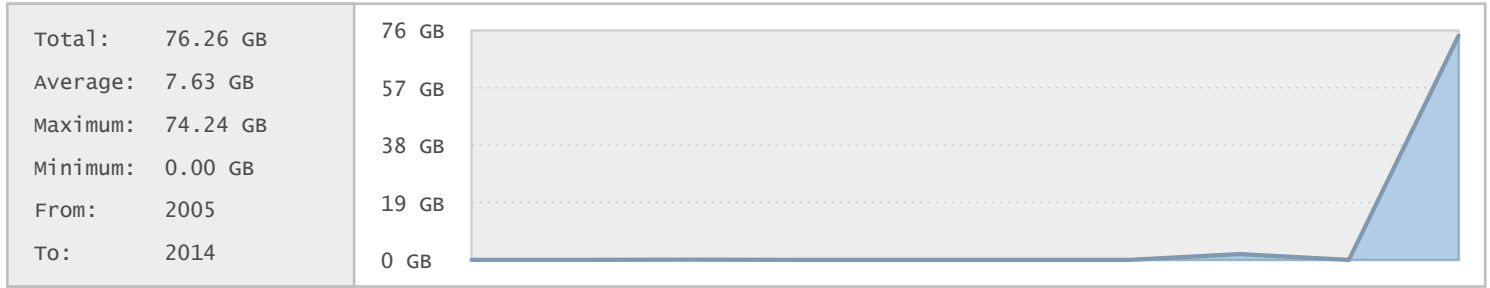 Total: 76.26 GB
Average: 7.63 GB
Maximum: 74.24 GB
Minimum: 0.00 GB
From: 2005
To: 2014
76 GB
57 GB
38 GB
19 GB
0 GB